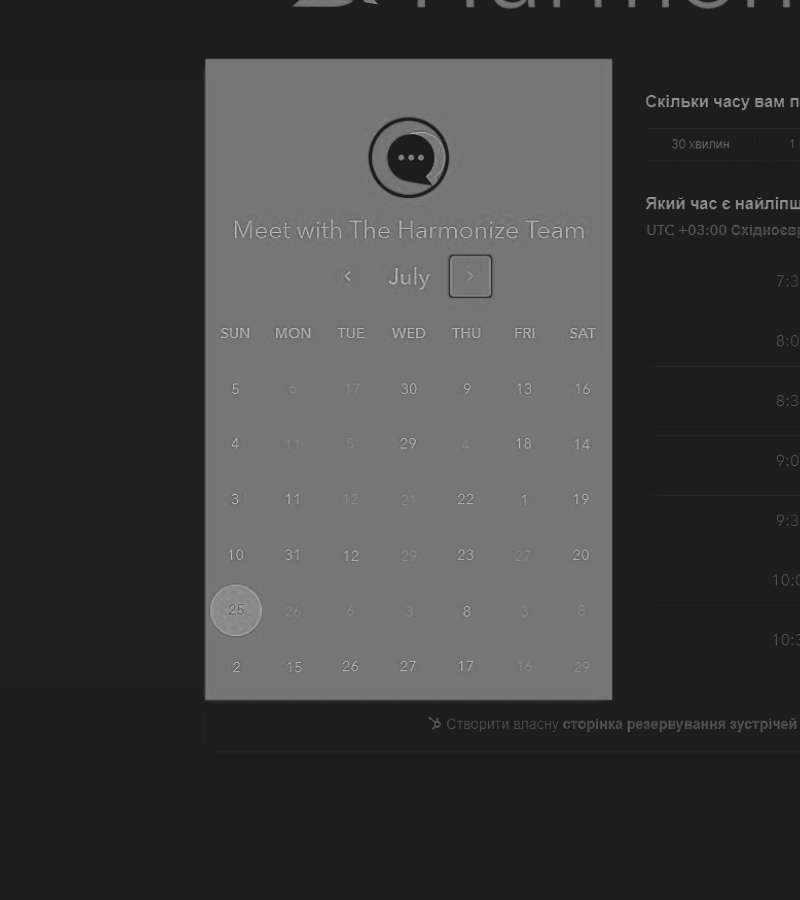 Meet with The Harmonize Team
July
SUN MON TUE WED THU FRI SAT
5 6 17 30 9 13 16
4 11 5 29 4 18 14
3 11 12 21 22 1 19
10 31 12 29 23 27 20
25 26 6 3 8 3 8
2 15 26 27 17 16 29
Скільки часу вам
30 хвилин 1
Який час є
UTC +03:00
7:3
8:0
8:3
9:0
9:3
10:0
10:3
Створити власну сторінка резервування зустрічей